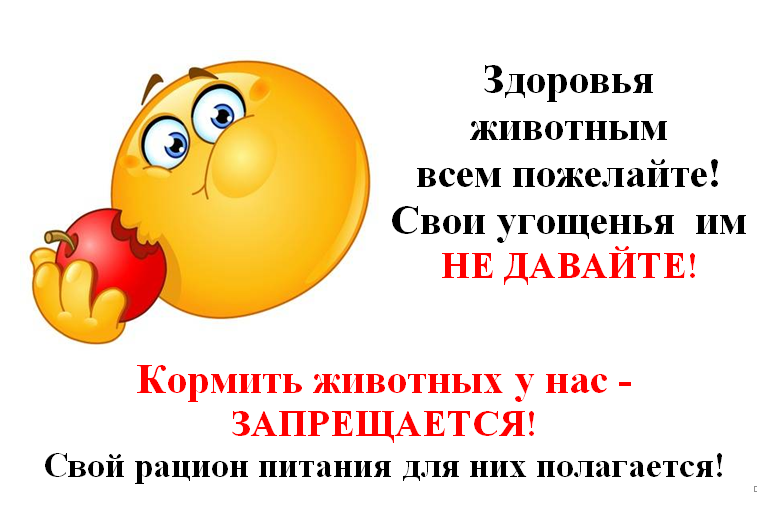 Здоровья
животным
всем пожелайте!
Свои угощенья им
НЕ ДАВАЙТЕ!
Кормить животных у нас -
ЗАПРЕЩАЕТСЯ!
Свой рацион питания для них полагается!